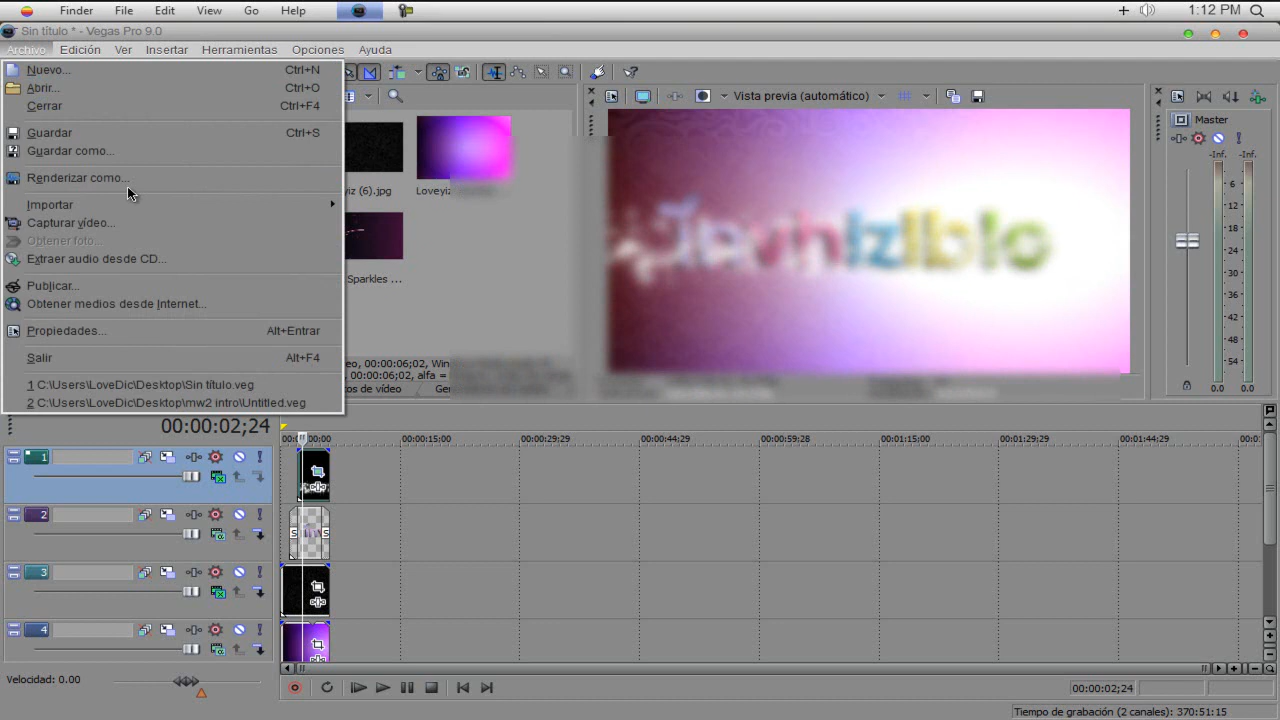 Finder File Edit View Go Help 1:12 PM
Sin título * - Vegas Pro 9.0
Archivo Edición Ver Insertar Herramientas Opciones Ayuda
Nuevo... Ctrl+N
Abrir... Ctrl+O
Cerrar Ctrl+F4
Guardar Ctrl+S
Guardar como...
Renderizar como...
Importar
Capturar vídeo...
Obtener foto...
Extraer audio desde CD...
Publicar...
Obtener medios desde Internet...
Propiedades... Alt+Entrar
Salir Alt+F4
1 C:\Users\LoveDic\Desktop\Sin título.veg
2 C:\Users\LoveDic\Desktop\mw2 intro\Untitled.veg
(6).jpg
Sparkles ...
00:00:06;02,
00:00:06;02, alfa =
os de vídeo
Vista previa (automático)
Master
-Inf. -Inf.
6
12
18
24
30
36
42
48
54
0.0 0.0
00:00:02;24
00:00 00:00:15;00 00:00:29;29 00:00:44;29 00:00:59;28 00:01:15;00 00:01:29;29 00:01:44;29 00:0
1
2
3
4
Velocidad: 0.00
00:00:02;24
Tiempo de grabación (2 canales): 370:51:15